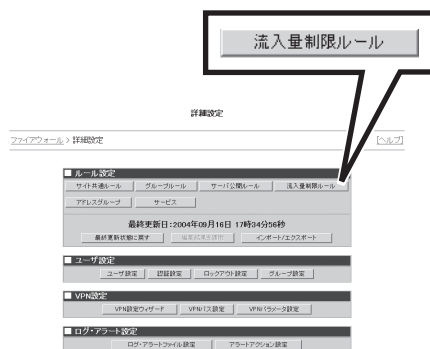 流入量制限ルール
詳細設定
ファイアウォール > 詳細設定 [ヘルプ]
■ ルール設定
サイト共通ルール グループルール サーバ公開ルール 流入量制限ルール
アドレスグループ サービス
最終更新日:2004年09月16日 17時34分56秒
最終更新状態に戻す 編集結果を適用 インポート/エクスポート
■ ユーザ設定
ユーザ設定 認証設定 ロックアウト設定 グループ設定
■ VPN設定
VPN設定ウィザード VPNパス設定 VPNパラメータ設定
■ ログ・アラート設定
ログ・アラートファイル設定 アラートアクション設定